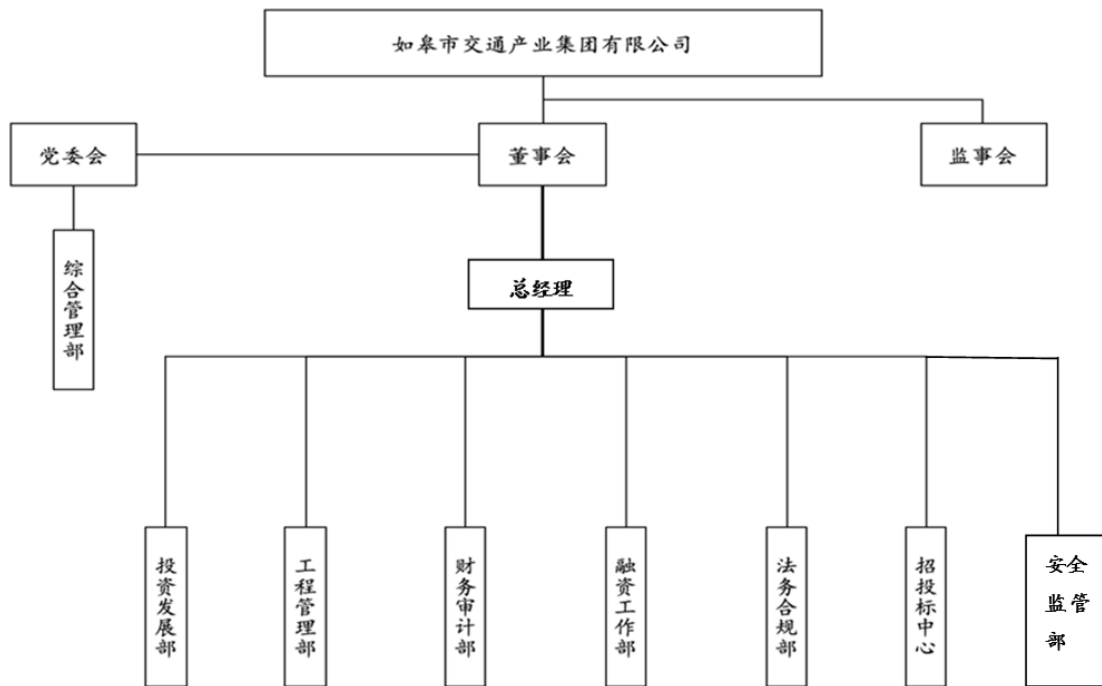 如皋市交通产业集团有限公司
党委会
董事会
监事会
综合管理部
总经理
投资发展部
工程管理部
财务审计部
融资工作部
法务合规部
招投标中心
安全
监管
部